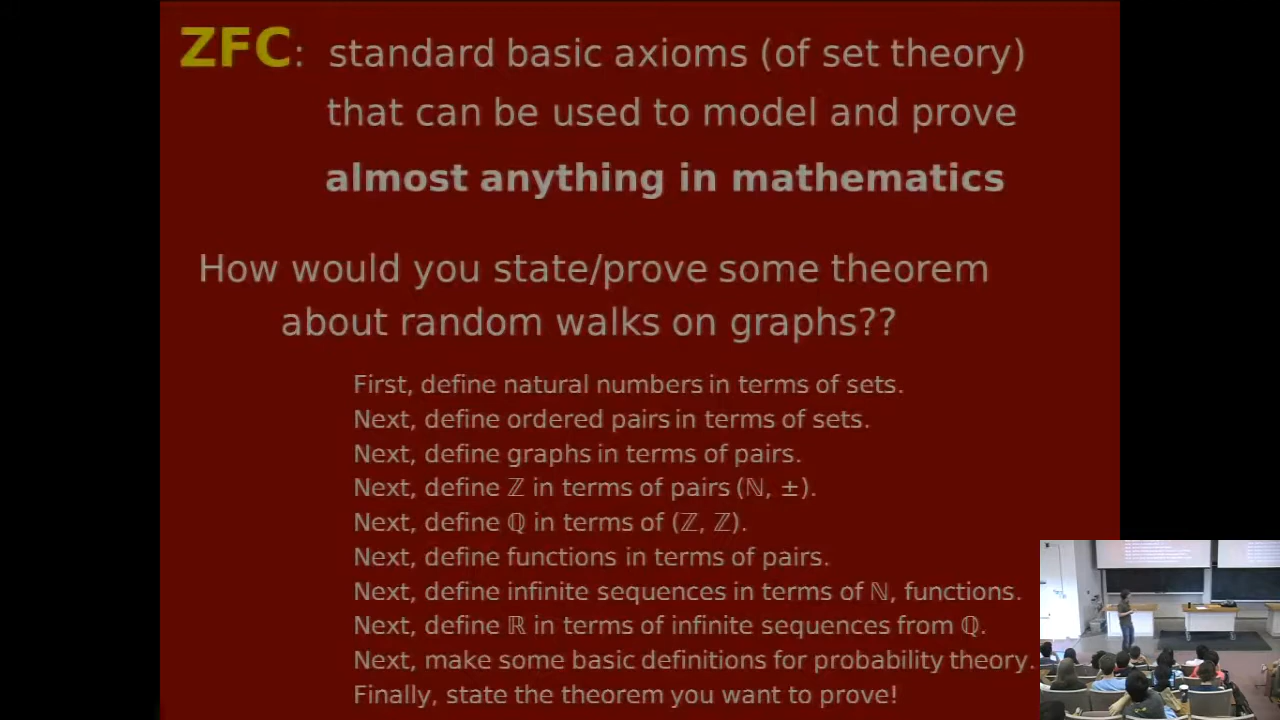 ZFC: standard basic axioms (of set theory)
that can be used to model and prove
almost anything in mathematics
How would you state/prove some theorem
about random walks on graphs??
First, define natural numbers in terms of sets.
Next, define ordered pairs in terms of sets.
Next, define graphs in terms of pairs.
Next, define ℤ in terms of pairs (ℕ, ±).
Next, define ℚ in terms of (ℤ, ℤ).
Next, define functions in terms of pairs.
Next, define infinite sequences in terms of ℕ, functions.
Next, define ℝ in terms of infinite sequences from ℚ.
Next, make some basic definitions for probability theory.
Finally, state the theorem you want to prove!